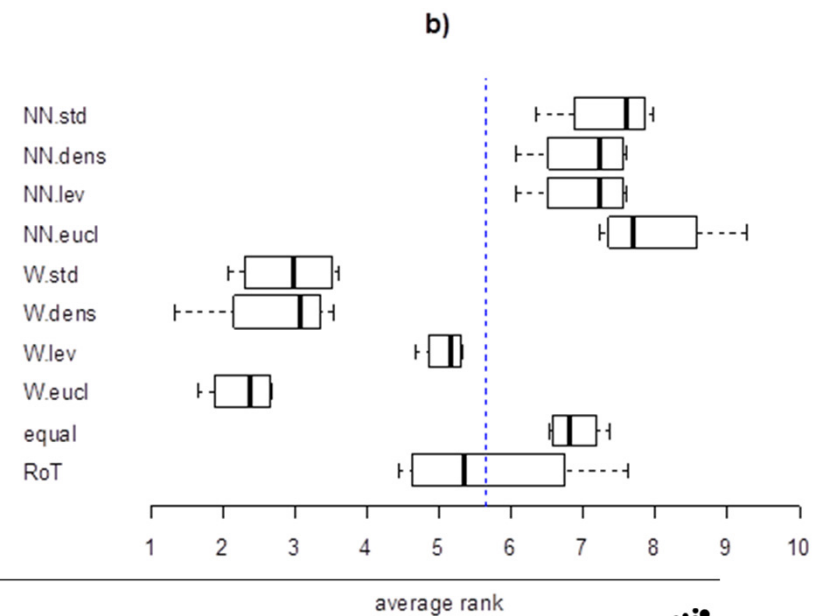 b)
NN.std
NN.dens
NN.lev
NN.eucl
W.std
W.dens
W.lev
W.eucl
equal
RoT
1 2 3 4 5 6 7 8 9 10
average rank